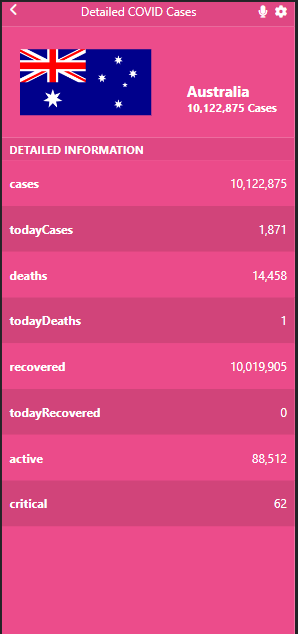 Detailed COVID Cases
Australia
10,122,875 Cases
DETAILED INFORMATION
cases 10,122,875
todayCases 1,871
deaths 14,458
todayDeaths 1
recovered 10,019,905
todayRecovered 0
active 88,512
critical 62